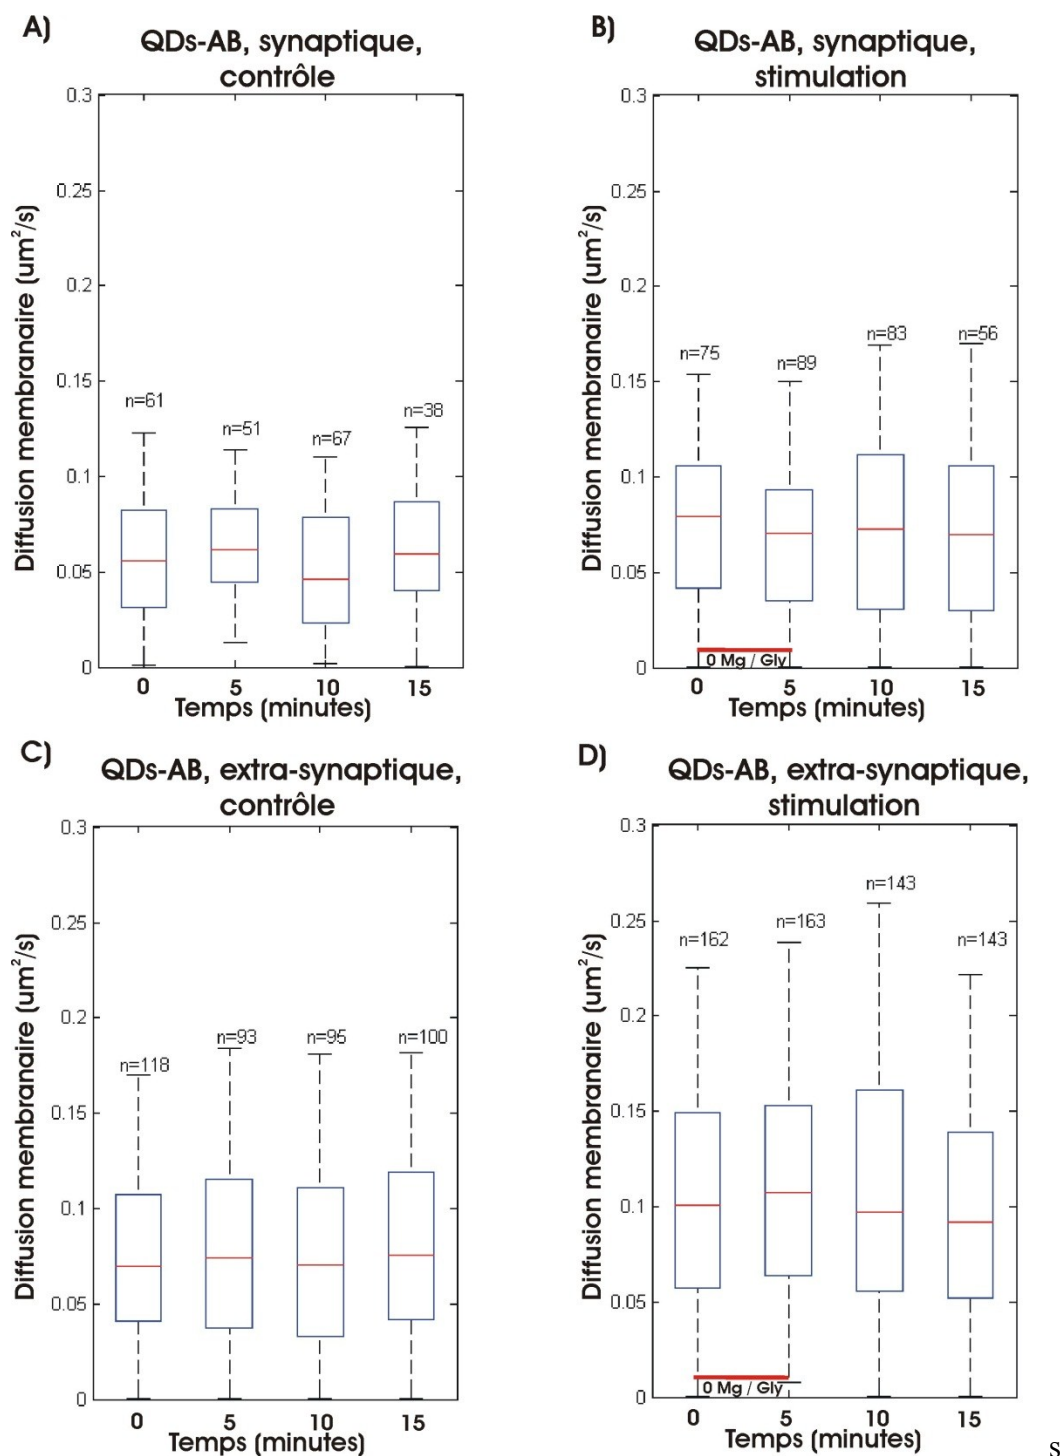 A)
QDs-AB, synaptique,
contrôle
0.3
0.25
0.2
0.15
0.1
0.05
0
Diffusion membranaire (um²/s)
n=61
n=51
n=67
n=38
0 5 10 15
Temps (minutes)
B)
QDs-AB, synaptique,
stimulation
0.3
0.25
0.2
0.15
0.1
0.05
0
Diffusion membranaire (um²/s)
n=75
n=89
n=83
n=56
0 Mg / Gly
0 5 10 15
Temps (minutes)
C)
QDs-AB, extra-synaptique,
contrôle
0.3
0.25
0.2
0.15
0.1
0.05
0
Diffusion membranaire (um²/s)
n=118
n=93
n=95
n=100
0 5 10 15
Temps (minutes)
D)
QDs-AB, extra-synaptique,
stimulation
0.3
0.25
0.2
0.15
0.1
0.05
0
Diffusion membranaire (um²/s)
n=162
n=163
n=143
n=143
0 Mg / Gly
0 5 10 15
Temps (minutes)
s